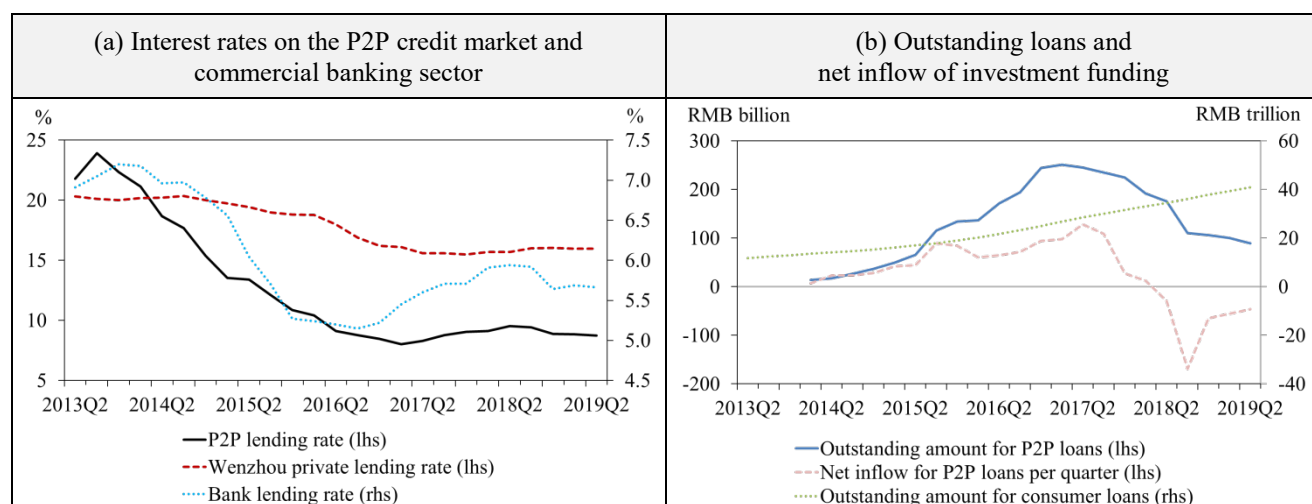 (a) Interest rates on the P2P credit market and
commercial banking sector
(b) Outstanding loans and
net inflow of investment funding
%
%
25
20
15
10
5
7.5
7.0
6.5
6.0
5.5
5.0
4.5
2013Q2 2014Q2 2015Q2 2016Q2 2017Q2 2018Q2 2019Q2
P2P lending rate (lhs)
Wenzhou private lending rate (lhs)
Bank lending rate (rhs)
RMB billion
RMB trillion
300
200
100
0
-100
-200
60
40
20
0
-20
-40
2013Q2 2014Q2 2015Q2 2016Q2 2017Q2 2018Q2 2019Q2
Outstanding amount for P2P loans (lhs)
Net inflow for P2P loans per quarter (lhs)
Outstanding amount for consumer loans (rhs)